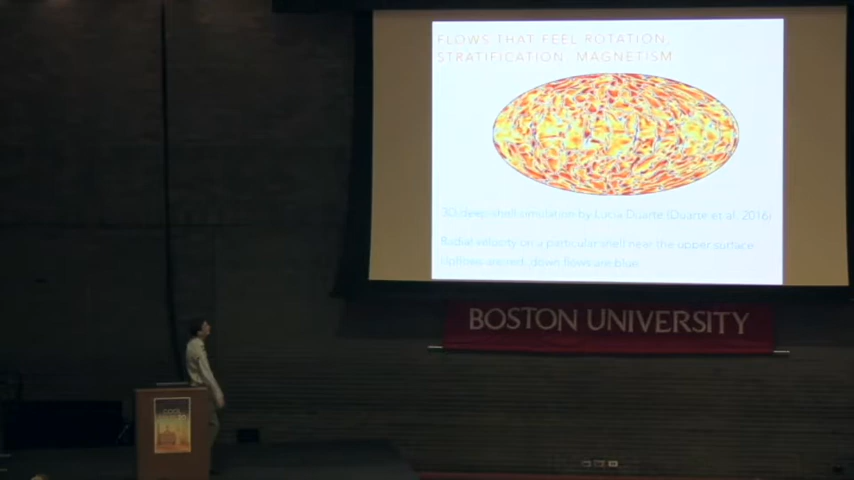 FLOWS THAT FEEL ROTATION,
STRATIFICATION, MAGNETISM
3D deep shell simulation by Lucia Duarte (Duarte et al. 2016)
Radial velocity on a particular shell near the upper surface
Upflows are red, down flows are blue
BOSTON UNIVERSITY
COOL